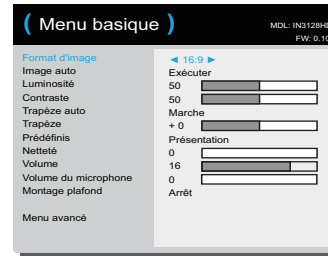 ( Menu basique )
MDL: IN3128HD
FW: 0.10
Format d'image ◄ 16:9 ►
Image auto Exécuter
Luminosité 50
Contraste 50
Trapèze auto Marche
Trapèze + 0
Prédéfinis Présentation
Netteté 0
Volume 16
Volume du microphone 0
Montage plafond Arrêt
Menu avancé